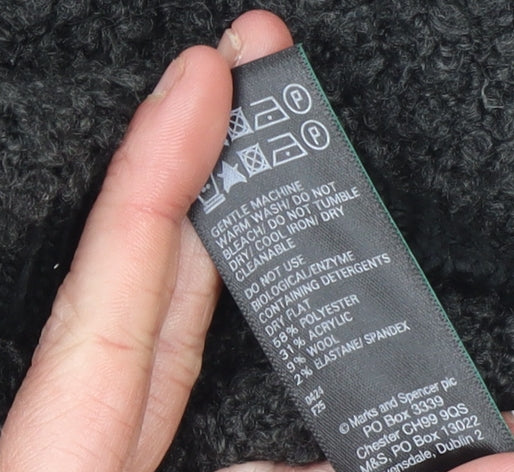 P
P
GENTLE MACHINE
WARM WASH/ DO NOT
BLEACH/ DO NOT TUMBLE
DRY/ COOL IRON/ DRY
CLEANABLE
DO NOT USE
BIOLOGICAL/ENZYME
CONTAINING DETERGENTS
DRY FLAT
58% POLYESTER
31% ACRYLIC
9% WOOL
2% ELASTANE/ SPANDEX
0424
F25
© Marks and Spencer plc
PO Box 3339
Chester CH99 9QS
M&S, PO Box 13022
Dublin 2